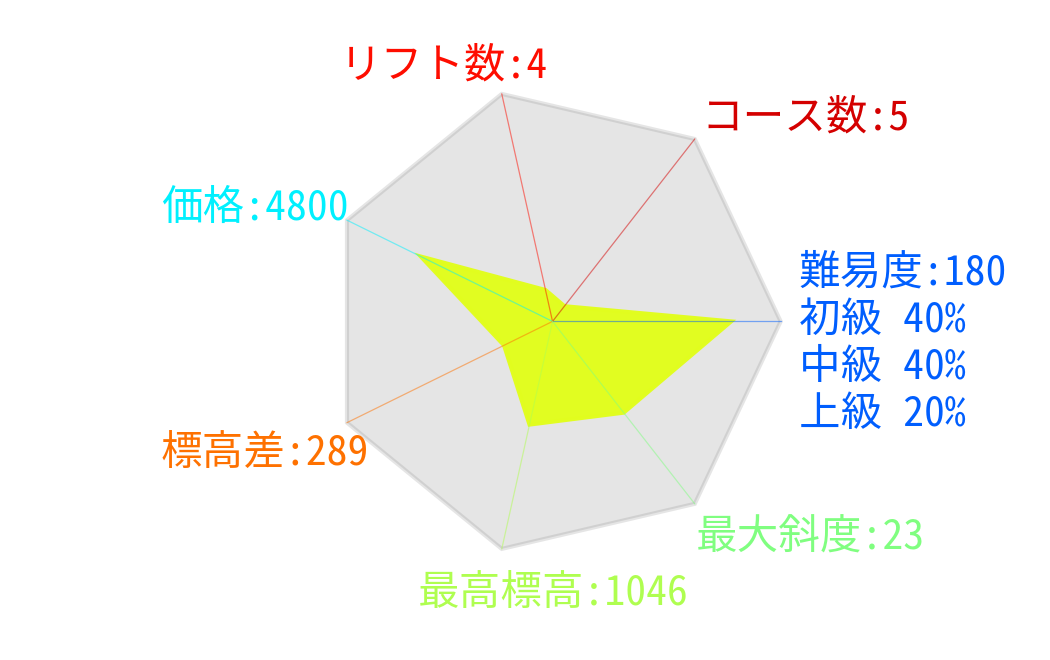 リフト数:4
コース数:5
価格:4800
難易度:180
初級 40%
中級 40%
上級 20%
標高差:289
最大斜度:23
最高標高:1046